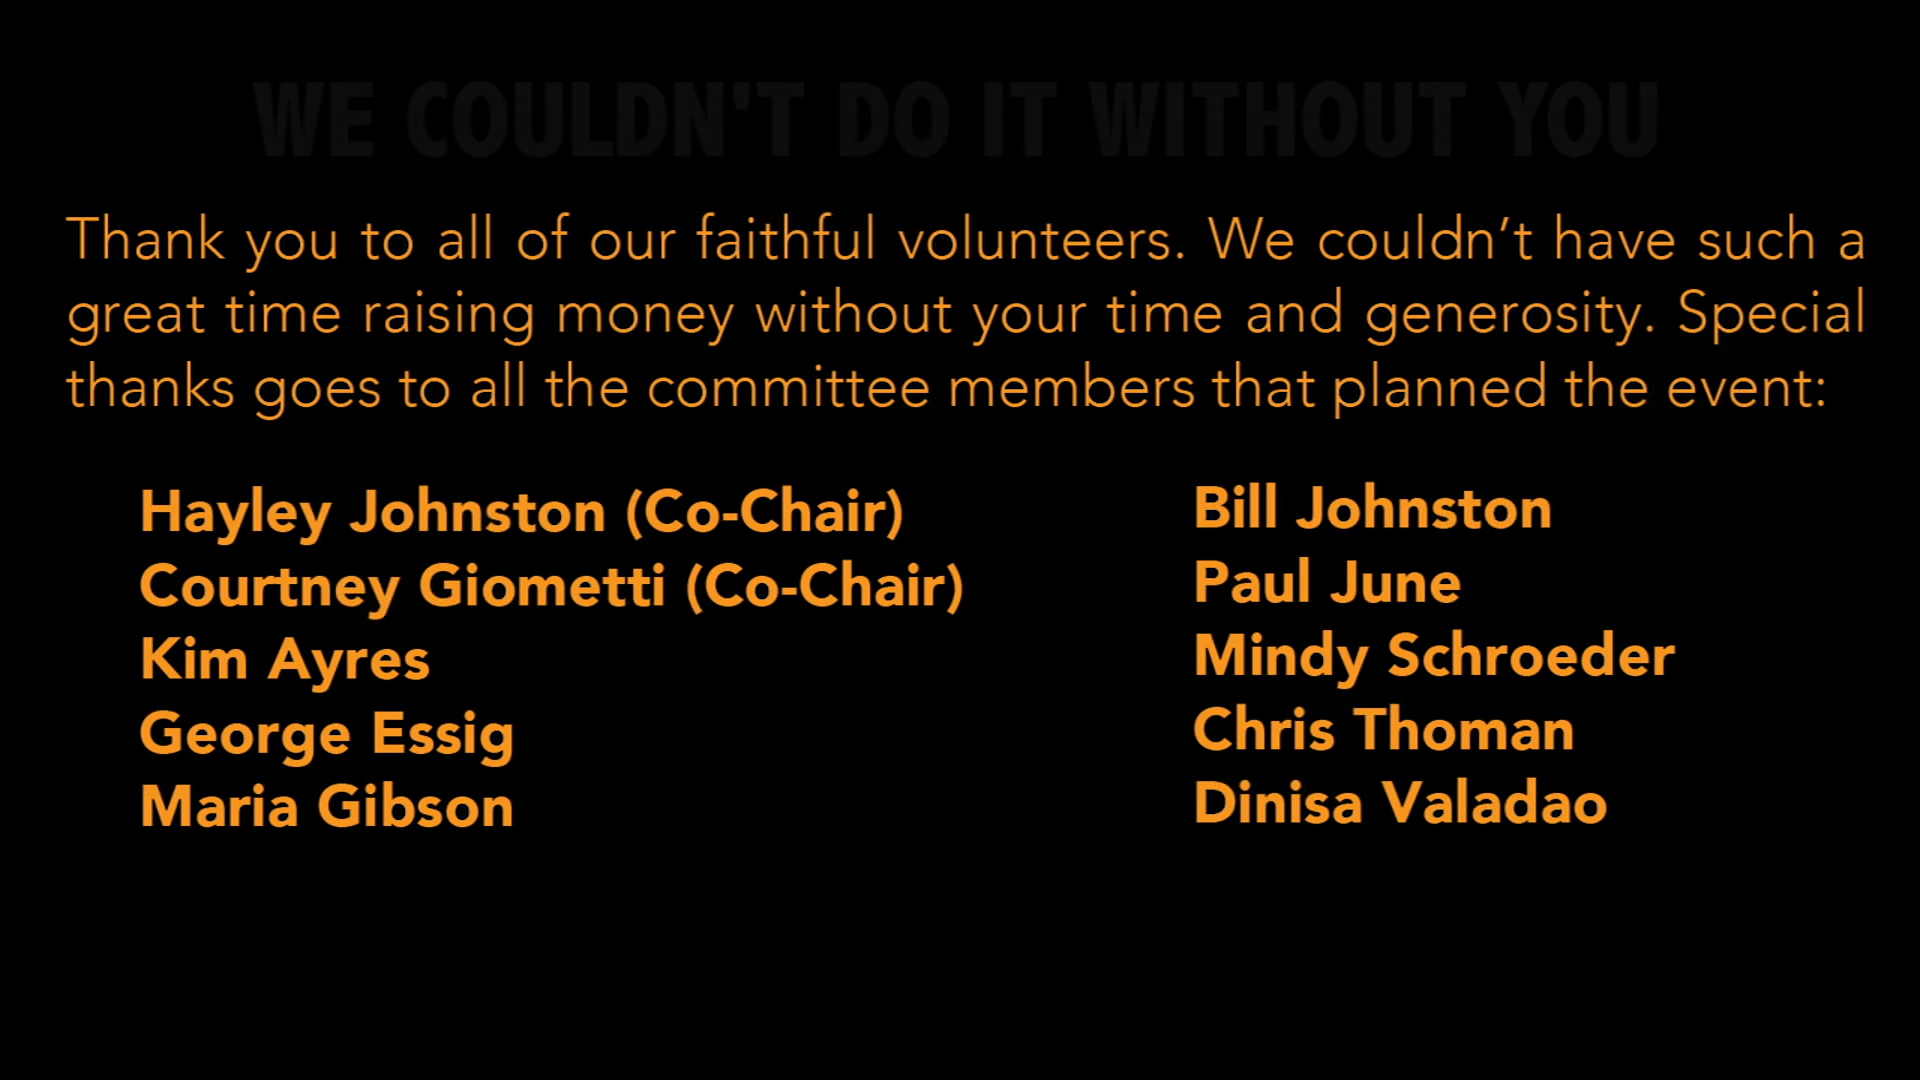 WE COULDN'T DO IT WITHOUT YOU
Thank you to all of our faithful volunteers. We couldn’t have such a
great time raising money without your time and generosity. Special
thanks goes to all the committee members that planned the event:
Hayley Johnston (Co-Chair)
Courtney Giometti (Co-Chair)
Kim Ayres
George Essig
Maria Gibson
Bill Johnston
Paul June
Mindy Schroeder
Chris Thoman
Dinisa Valadao